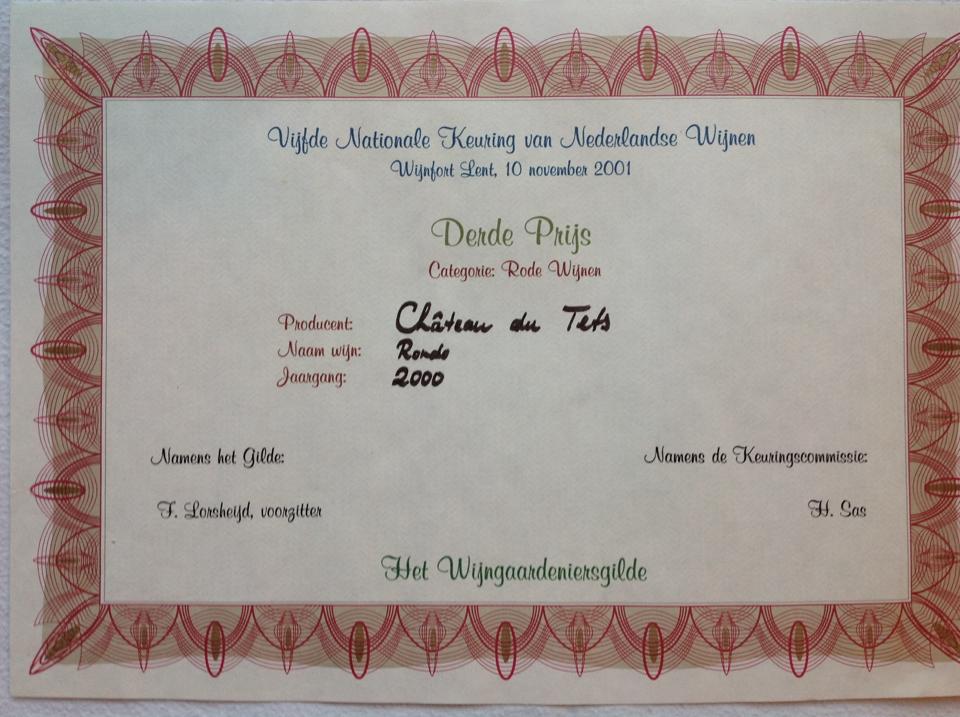 Vijfde Nationale Keuring van Nederlandse Wijnen
Wijnfort Lent, 10 november 2001
Derde Prijs
Categorie: Rode Wijnen
Producent: Château du Tets
Naam wijn: Rondo
Jaargang: 2000
Namens het Gilde: Namens de Keuringscommissie:
F. Lorsheijd, voorzitter H. Sas
Het Wijngaardeniersgilde